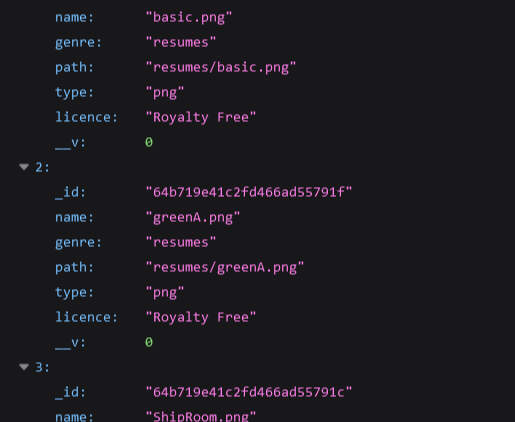 name: "basic.png"
genre: "resumes"
path: "resumes/basic.png"
type: "png"
licence: "Royalty Free"
__v: 0
2:
_id: "64b719e41c2fd466ad55791f"
name: "greenA.png"
genre: "resumes"
path: "resumes/greenA.png"
type: "png"
licence: "Royalty Free"
__v: 0
3:
_id: "64b719e41c2fd466ad55791c"
name: "ShipRoom.png"